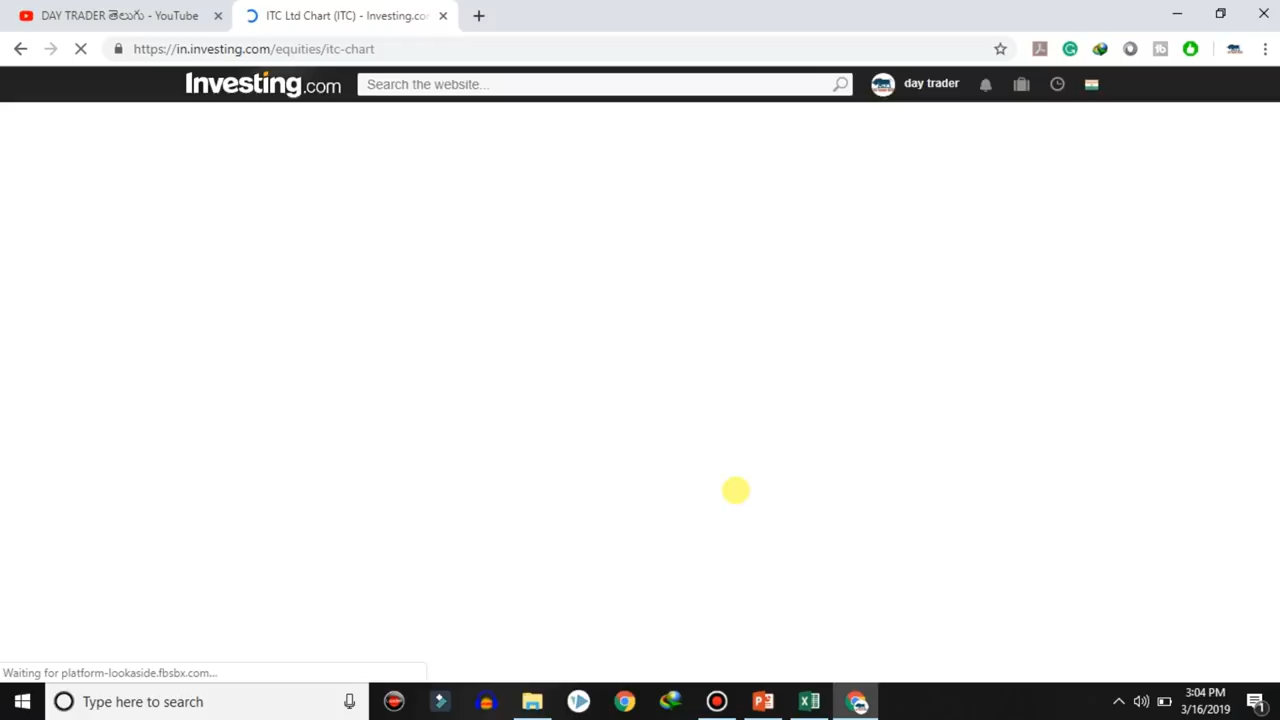 DAY TRADER తెలుగు - YouTube
ITC Ltd Chart (ITC) - Investing.co
https://in.investing.com/equities/itc-chart
Investing.com
Search the website...
day trader
Waiting for platform-lookaside.fbsbx.com...
Type here to search
3:04 PM
3/16/2019